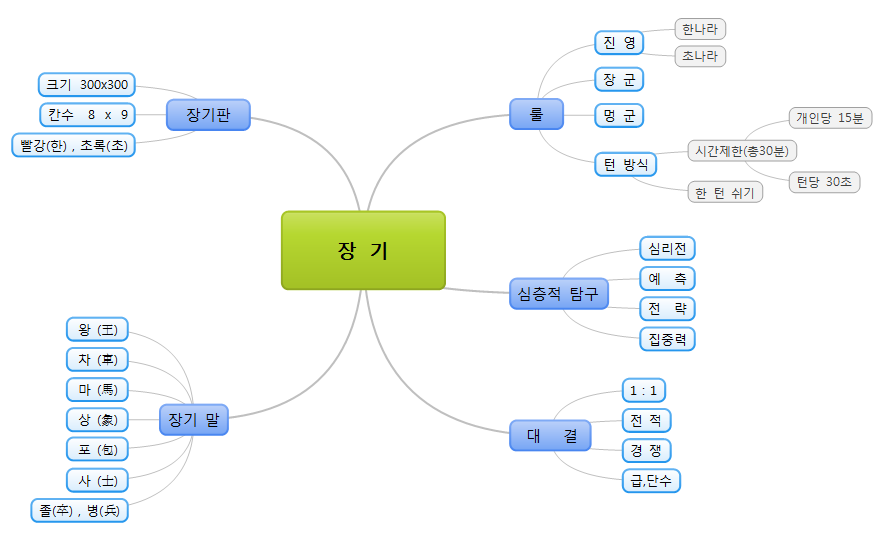 장 기
장기판
크기 300x300
칸수 8 x 9
빨강(한) , 초록(초)
룰
진 영
한나라
초나라
장 군
멍 군
턴 방식
시간제한(총30분)
개인당 15분
턴당 30초
한 턴 쉬기
심층적 탐구
심리전
예 측
전 략
집중력
대 결
1 : 1
전 적
경 쟁
급,단수
장기 말
왕 (王)
차 (車)
마 (馬)
상 (象)
포 (包)
사 (士)
졸(卒) , 병(兵)